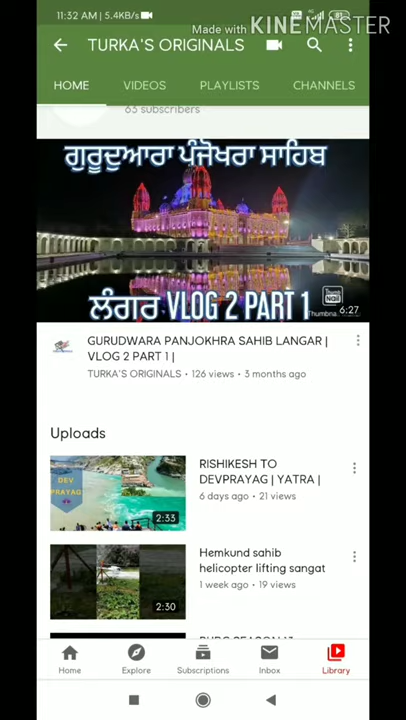 11:32 AM | 5.4KB/s
Made with KINEMASTER
TURKA'S ORIGINALS
HOME VIDEOS PLAYLISTS CHANNELS
63 subscribers
ਗੁਰੂਦੁਆਰਾ ਪੰਜੋਖਰਾ ਸਾਹਿਬ
ਲੰਗਰ VLOG 2 PART 1
6:27
GURUDWARA PANJOKHRA SAHIB LANGAR |
VLOG 2 PART 1 |
TURKA'S ORIGINALS • 126 views • 3 months ago
Uploads
DEV
PRAYAG
2:33
RISHIKESH TO
DEVPRAYAG | YATRA |
6 days ago • 21 views
2:30
Hemkund sahib
helicopter lifting sangat
1 week ago • 19 views
Home Explore Subscriptions Inbox Library